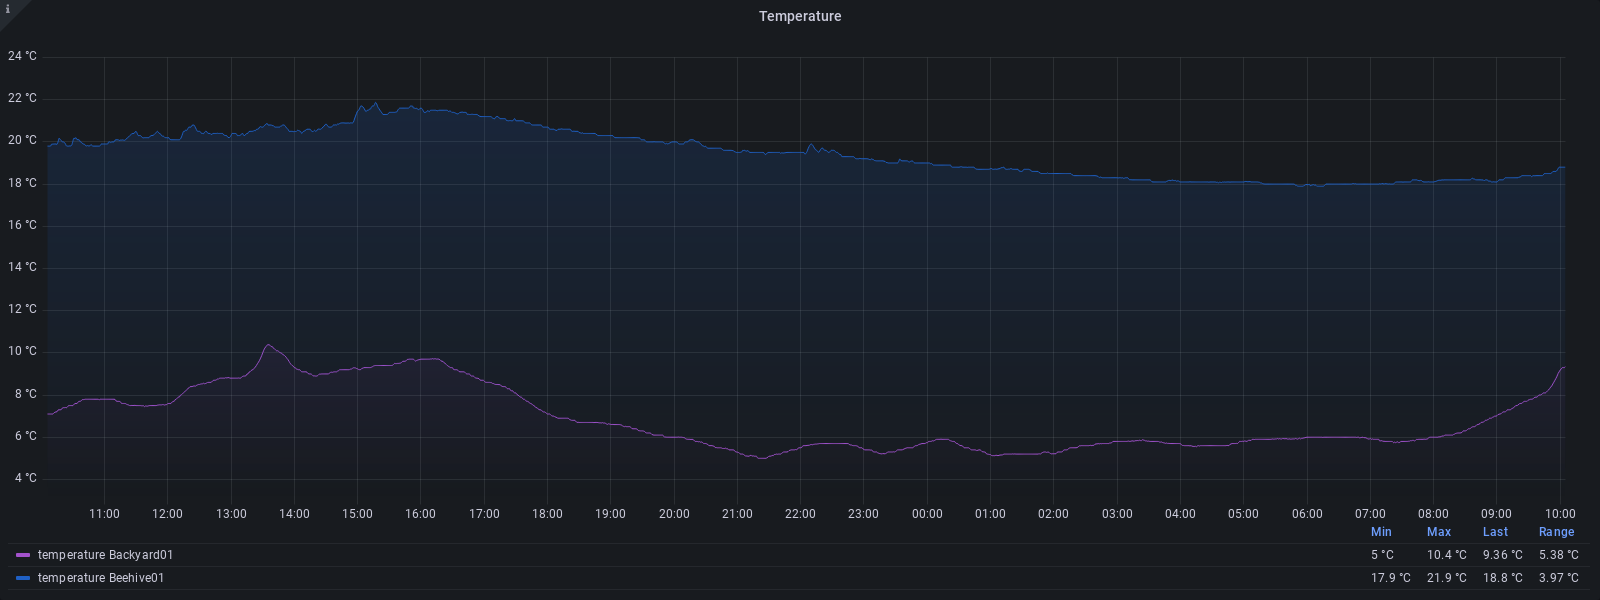 i
Temperature
24 °C
22 °C
20 °C
18 °C
16 °C
14 °C
12 °C
10 °C
8 °C
6 °C
4 °C
11:00 12:00 13:00 14:00 15:00 16:00 17:00 18:00 19:00 20:00 21:00 22:00 23:00 00:00 01:00 02:00 03:00 04:00 05:00 06:00 07:00 08:00 09:00 10:00
Min Max Last Range
temperature Backyard01 5 °C 10.4 °C 9.36 °C 5.38 °C
temperature Beehive01 17.9 °C 21.9 °C 18.8 °C 3.97 °C